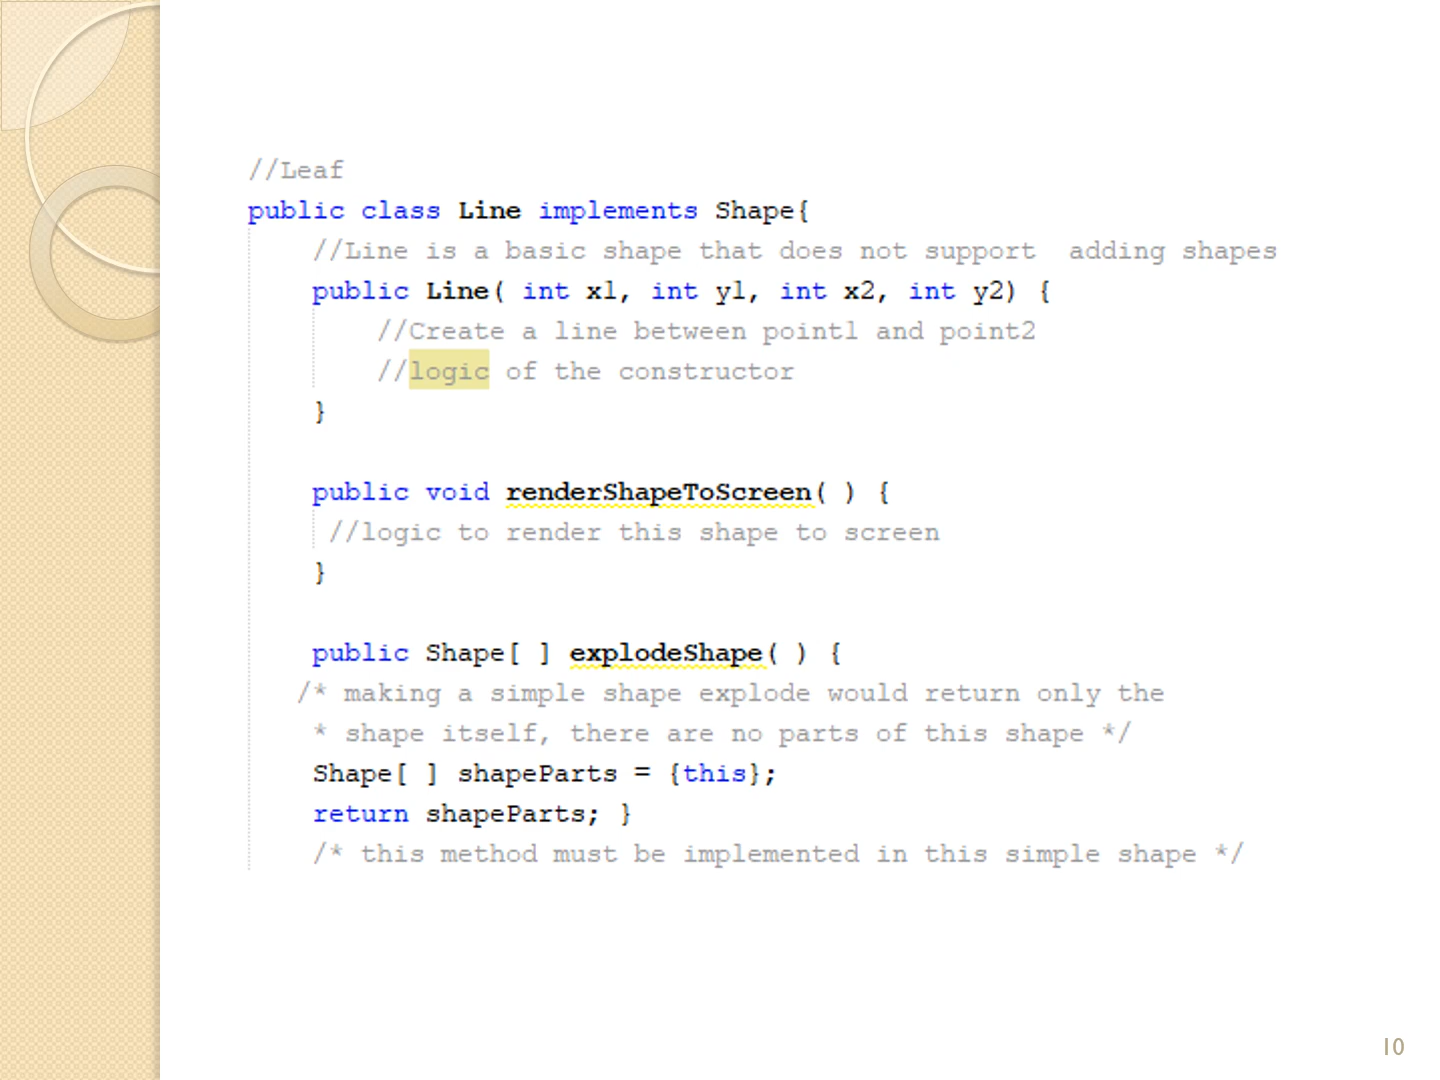 //Leaf
public class Line implements Shape{
//Line is a basic shape that does not support  adding shapes
public Line( int x1, int y1, int x2, int y2) {
//Create a line between point1 and point2
//logic of the constructor
}
public void renderShapeToScreen( ) {
//logic to render this shape to screen
}
public Shape[ ] explodeShape( ) {
/* making a simple shape explode would return only the
* shape itself, there are no parts of this shape */
Shape[ ] shapeParts = {this};
return shapeParts; }
/* this method must be implemented in this simple shape */
10